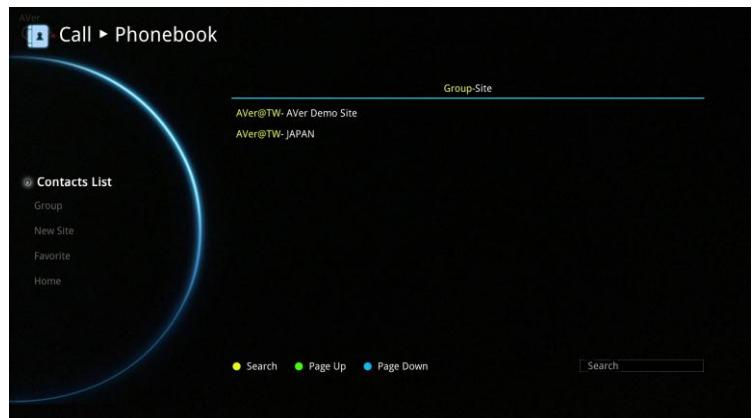 AVer
Call ► Phonebook
Group-Site
AVer@TW- AVer Demo Site
AVer@TW- JAPAN
Contacts List
Group
New Site
Favorite
Home
Search Page Up Page Down Search